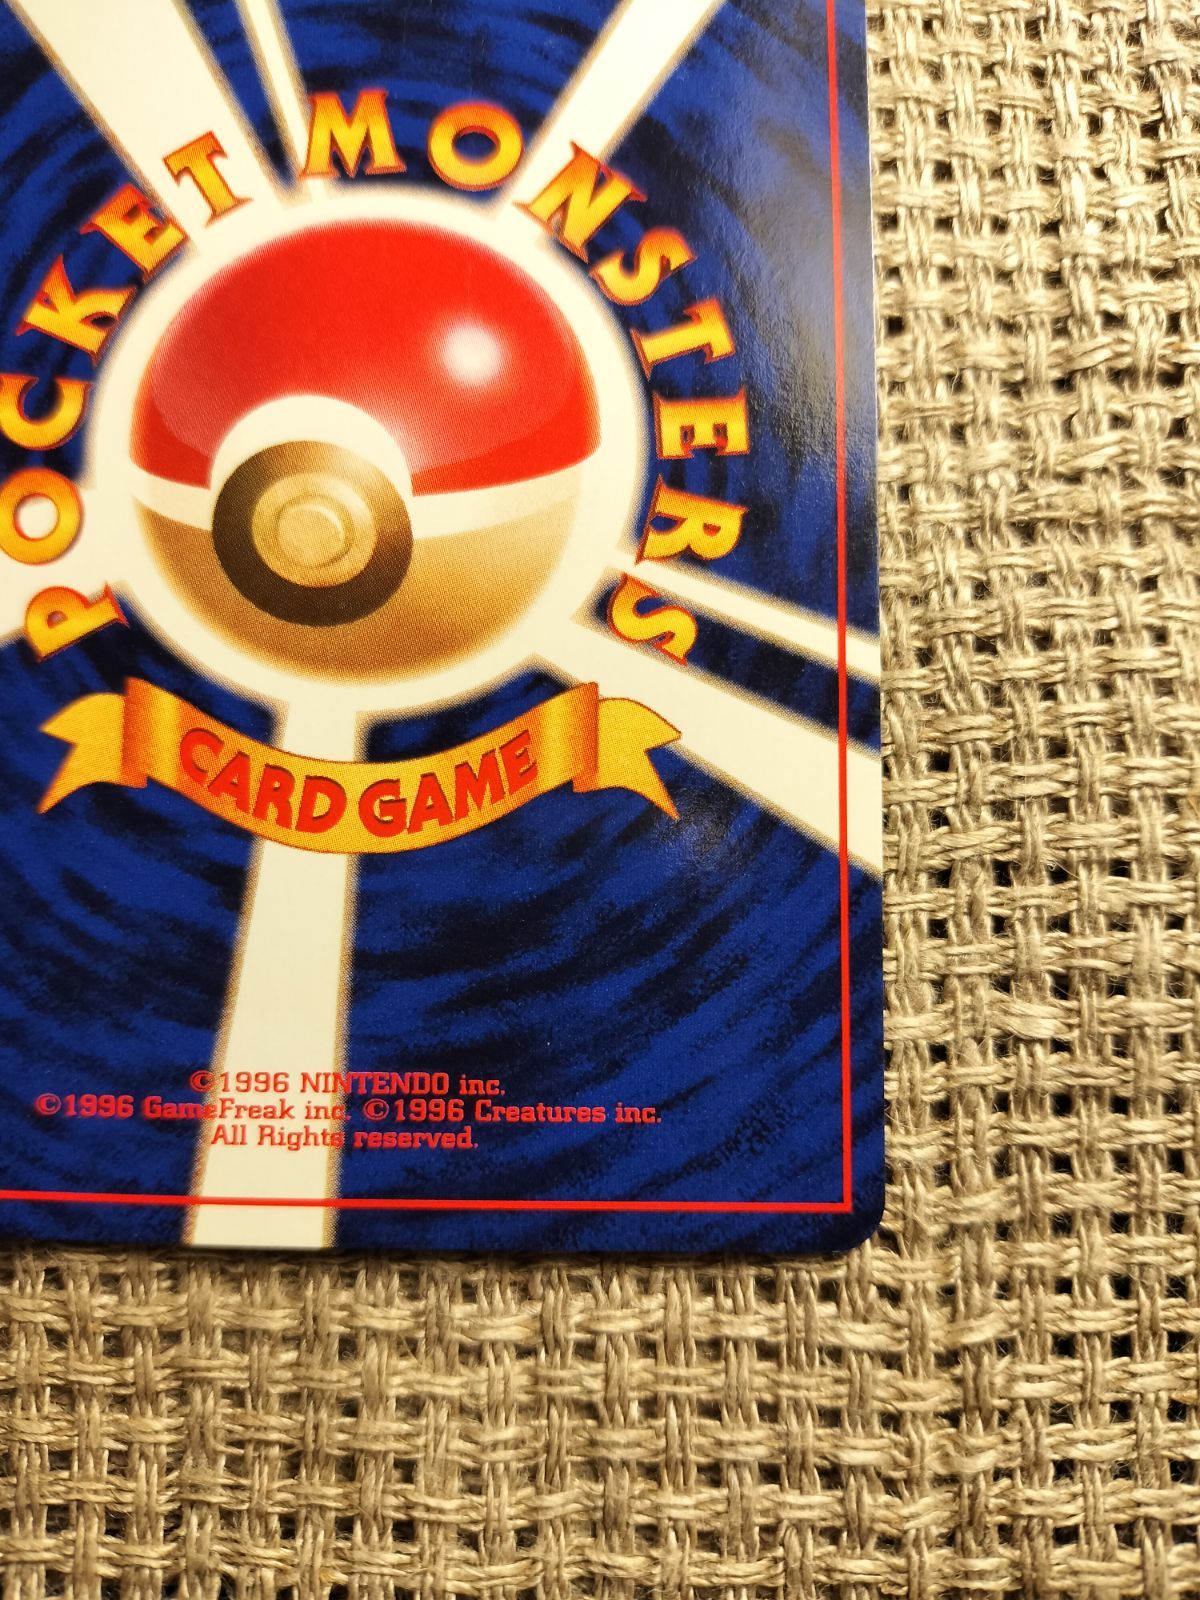 POCKET MONSTERS
CARD GAME
©1996 NINTENDO inc.
©1996 GameFreak inc. ©1996 Creatures inc.
All Rights reserved.